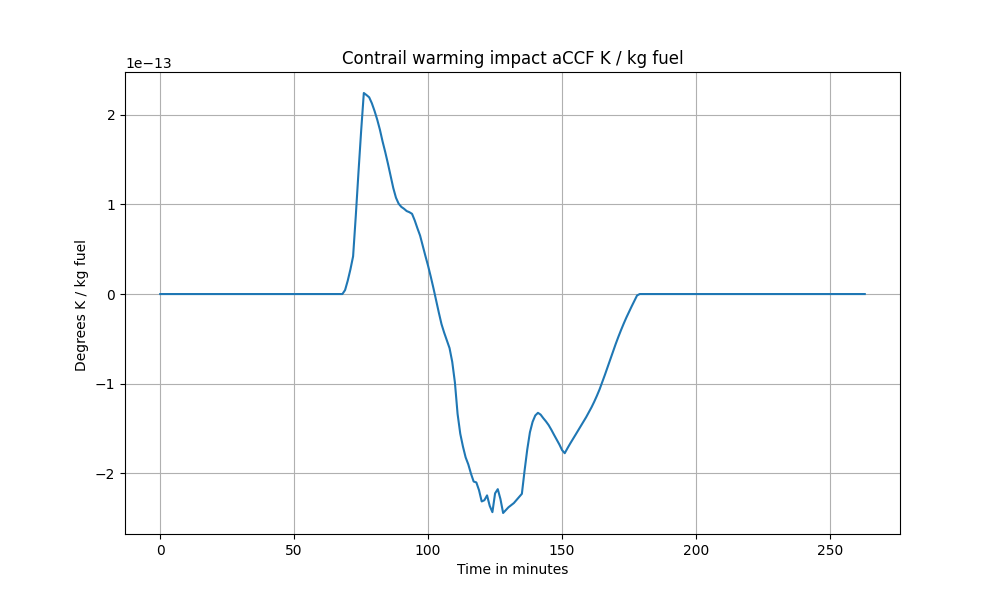 Contrail warming impact aCCF K / kg fuel
1e−13
Degrees K / kg fuel
2
1
0
−1
−2
0 50 100 150 200 250
Time in minutes